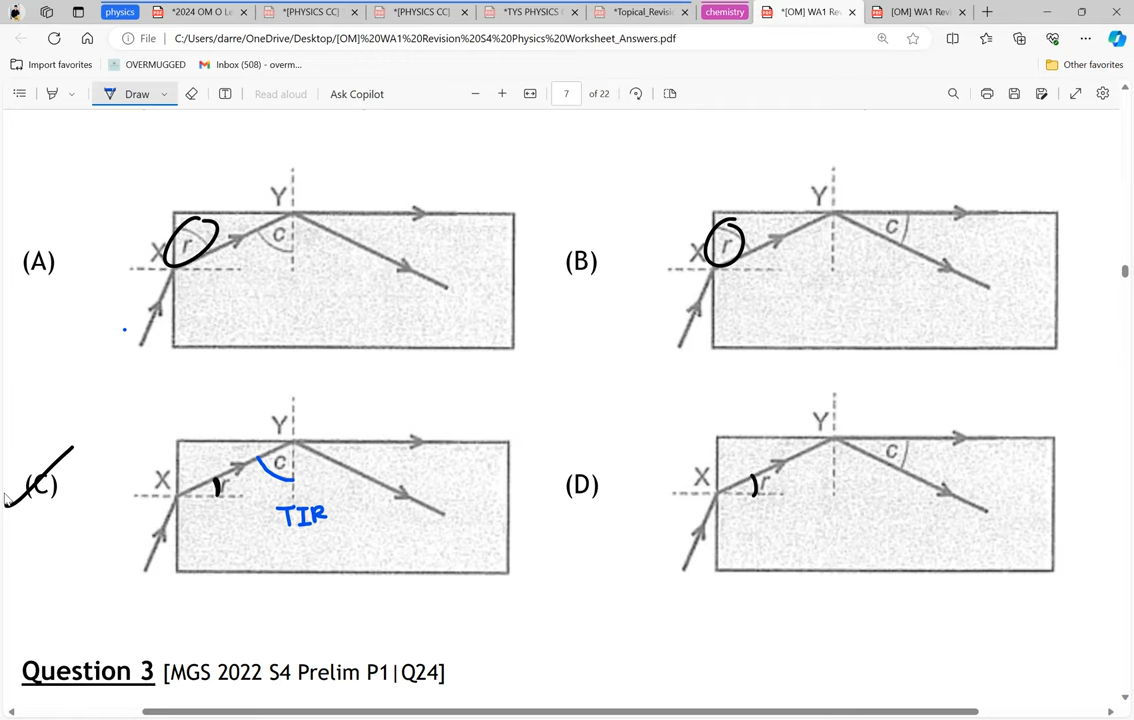 physics
*2024 OM O Le
*[PHYSICS CC]
*[PHYSICS CC]
*TYS PHYSICS
*Topical_Revis
chemistry
*[OM] WA1 Rev
[OM] WA1 Rev
File
C:/Users/darre/OneDrive/Desktop/[OM]%20WA1%20Revision%20S4%20Physics%20Worksheet_Answers.pdf
Import favorites
OVERMUGGED
Inbox (508) - overm...
Other favorites
Draw
Read aloud
Ask Copilot
7
of 22
Y
Y
X
r
c
X
r
c
(A)
(B)
Y
Y
X
r
c
X
r
c
(C)
(D)
TIR
Question 3 [MGS 2022 S4 Prelim P1|Q24]